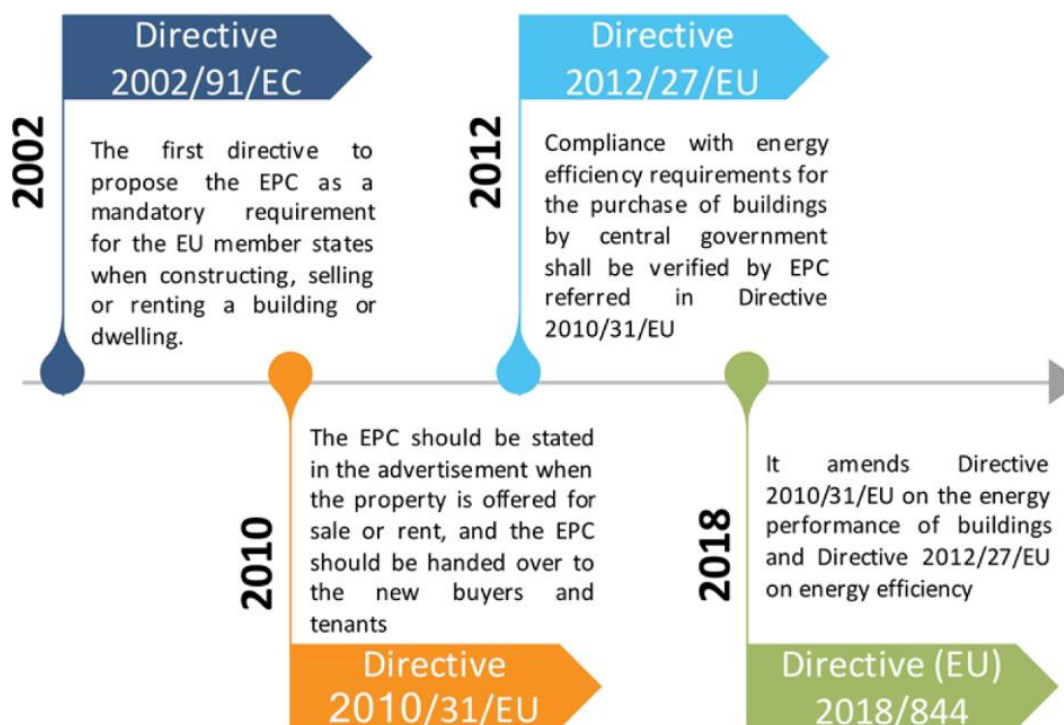 Directive
2002/91/EC
2002
The first directive to
propose the EPC as a
mandatory requirement
for the EU member states
when constructing, selling
or renting a building or
dwelling.
Directive
2012/27/EU
2012
Compliance with energy
efficiency requirements for
the purchase of buildings
by central government
shall be verified by EPC
referred in Directive
2010/31/EU
2010
The EPC should be stated
in the advertisement when
the property is offered for
sale or rent, and the EPC
should be handed over to
the new buyers and
tenants
Directive
2010/31/EU
2018
It amends Directive
2010/31/EU on the energy
performance of buildings
and Directive 2012/27/EU
on energy efficiency
Directive (EU)
2018/844